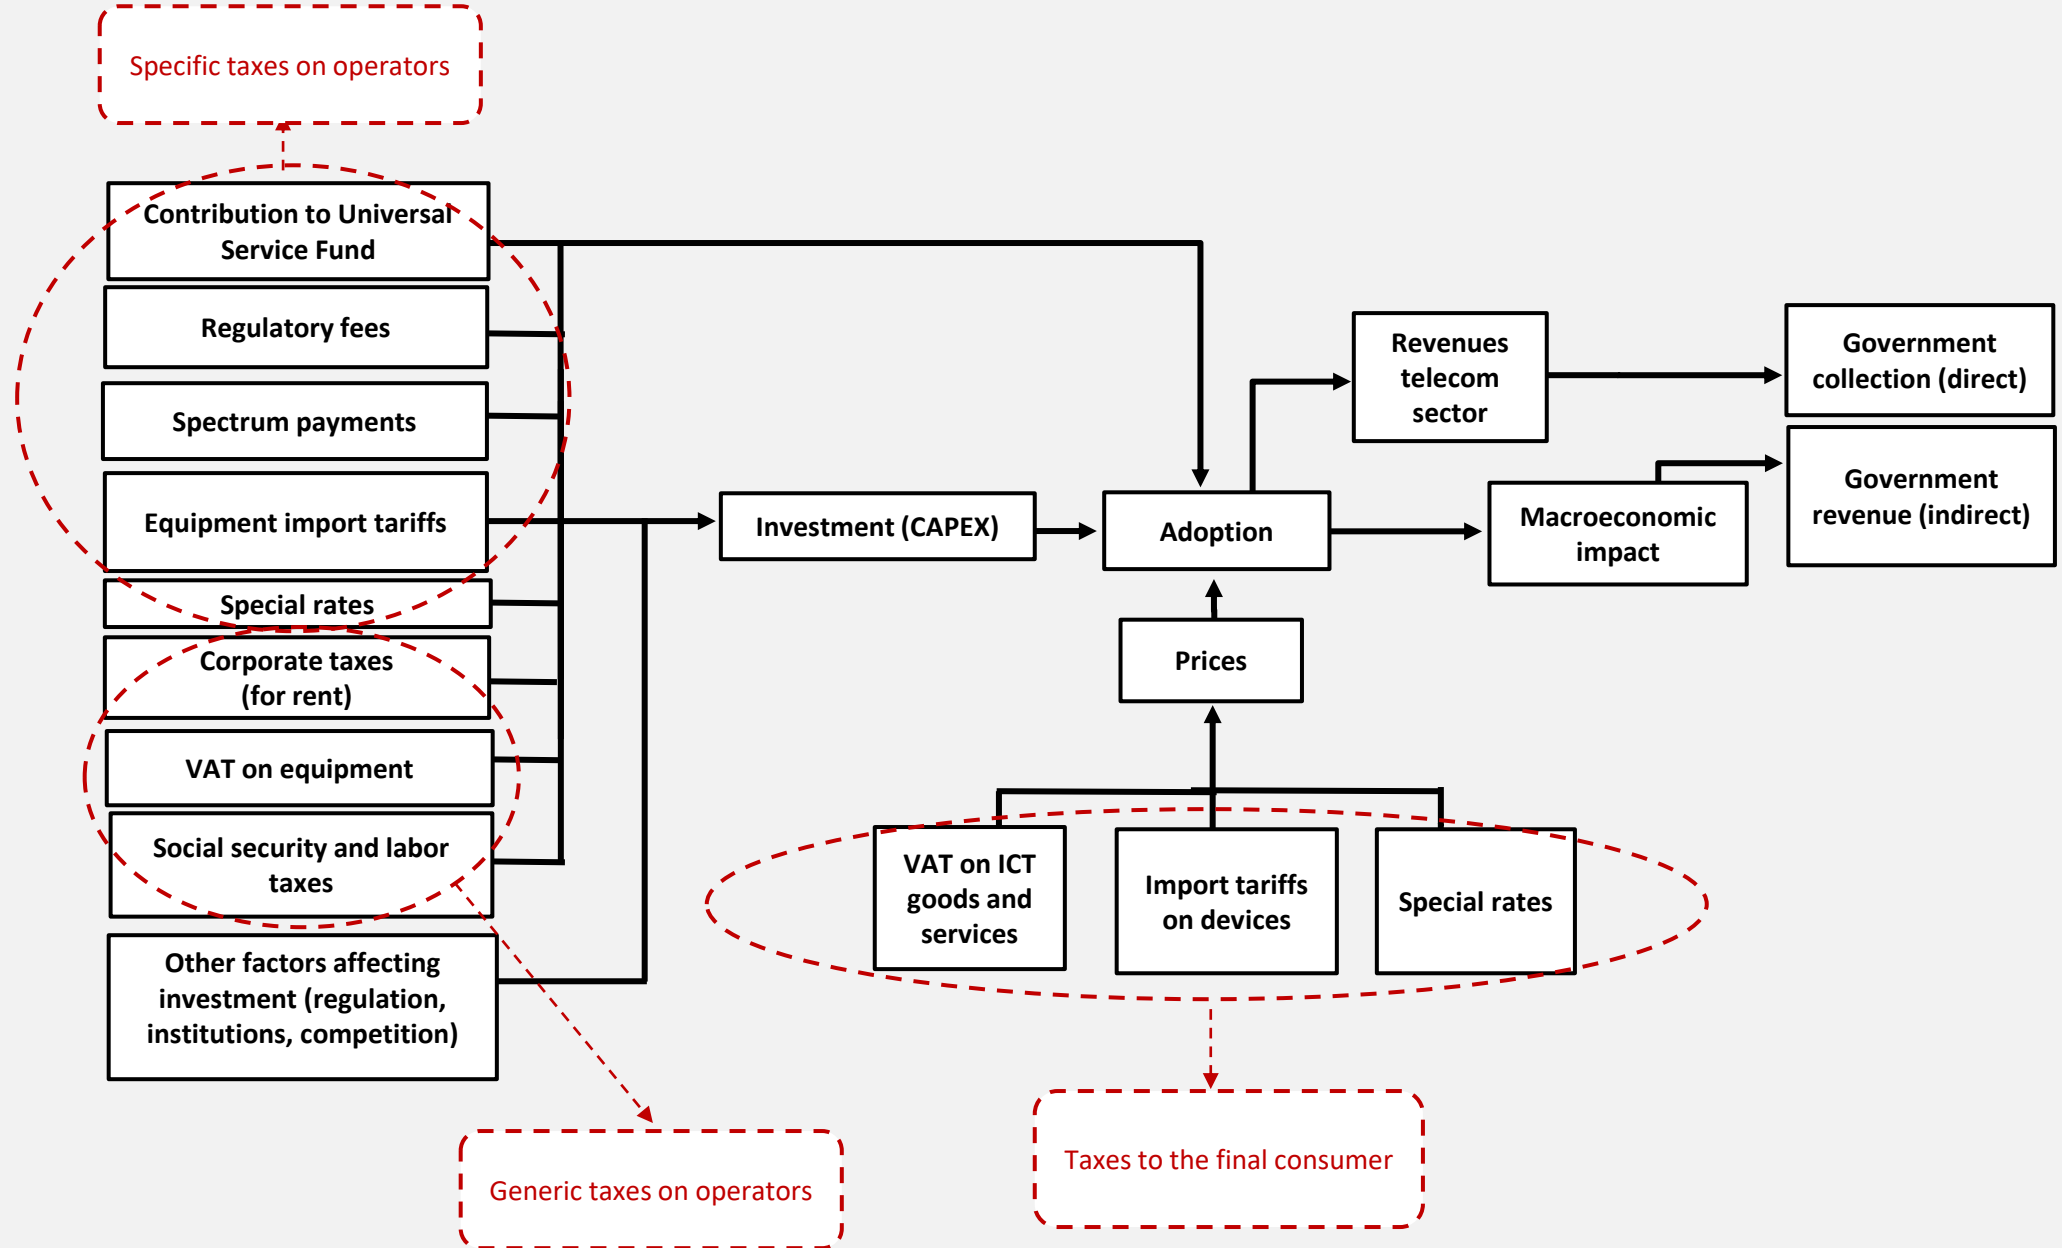 Specific taxes on operators
Contribution to Universal
Service Fund
Regulatory fees
Spectrum payments
Equipment import tariffs
Special rates
Corporate taxes
(for rent)
VAT on equipment
Social security and labor
taxes
Other factors affecting
investment (regulation,
institutions, competition)
Generic taxes on operators
Investment (CAPEX)
Adoption
Prices
VAT on ICT
goods and
services
Import tariffs
on devices
Special rates
Taxes to the final consumer
Revenues
telecom
sector
Macroeconomic
impact
Government
collection (direct)
Government
revenue (indirect)